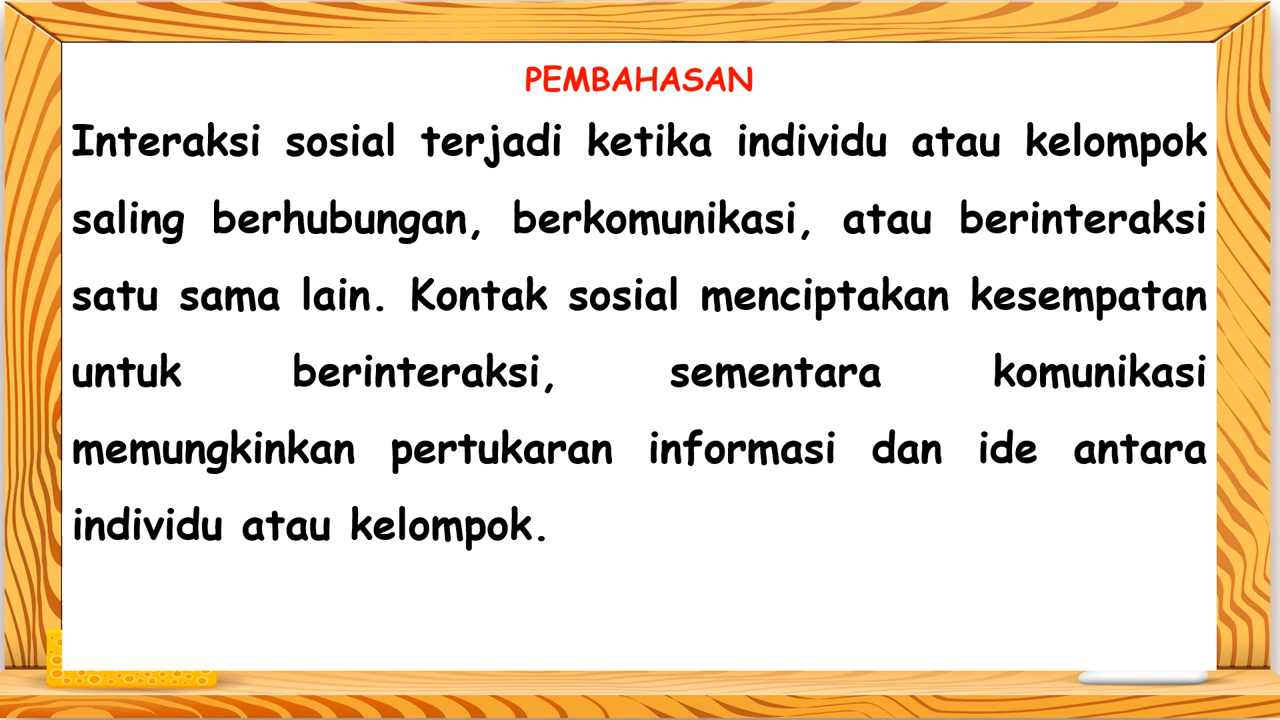 PEMBAHASAN
Interaksi sosial terjadi ketika individu atau kelompok
saling berhubungan, berkomunikasi, atau berinteraksi
satu sama lain. Kontak sosial menciptakan kesempatan
untuk berinteraksi, sementara komunikasi
memungkinkan pertukaran informasi dan ide antara
individu atau kelompok.